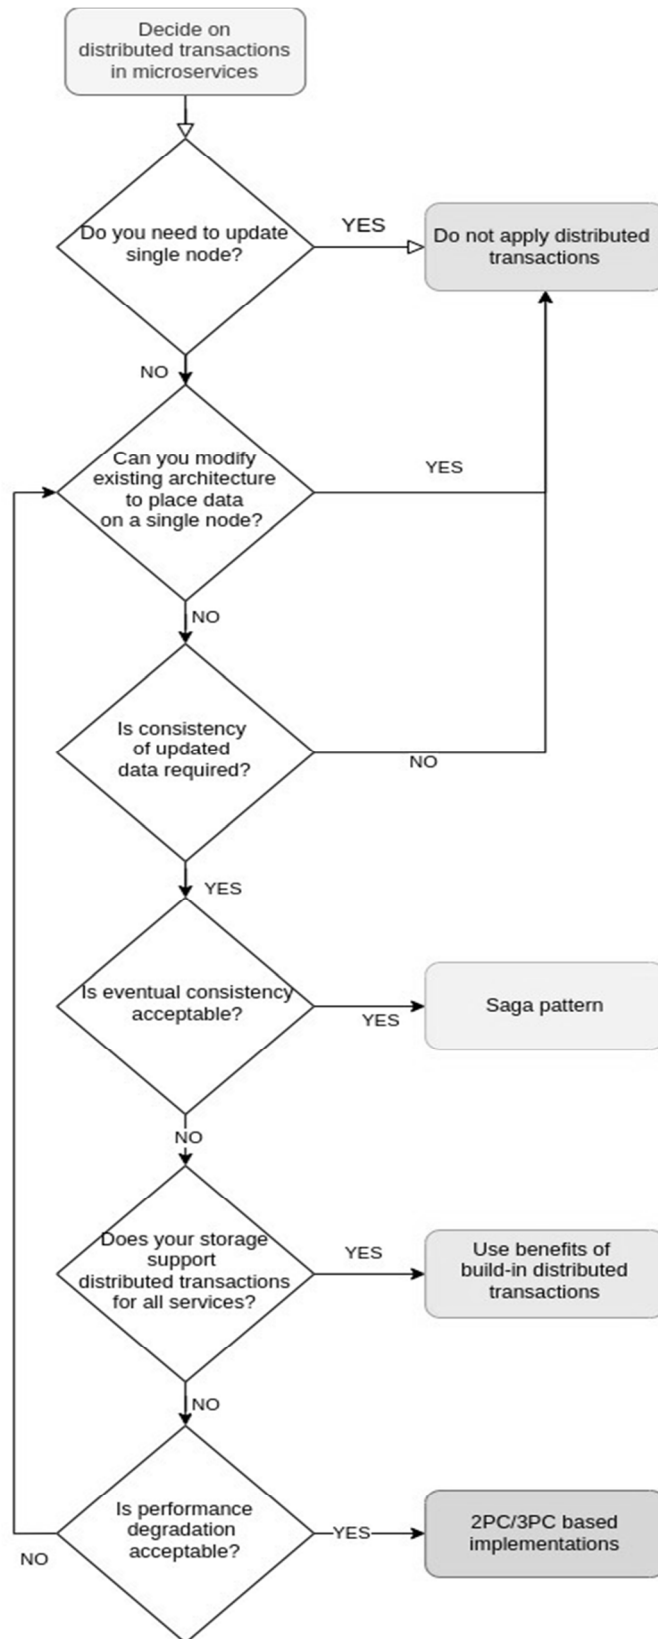 Decide on
distributed transactions
in microservices
Do you need to update
single node?
YES
Do not apply distributed
transactions
NO
Can you modify
existing architecture
to place data
on a single node?
YES
NO
Is consistency
of updated
data required?
NO
YES
Is eventual consistency
acceptable?
YES
Saga pattern
NO
Does your storage
support
distributed transactions
for all services?
YES
Use benefits of
build-in distributed
transactions
NO
Is performance
degradation
acceptable?
YES
2PC/3PC based
implementations
NO